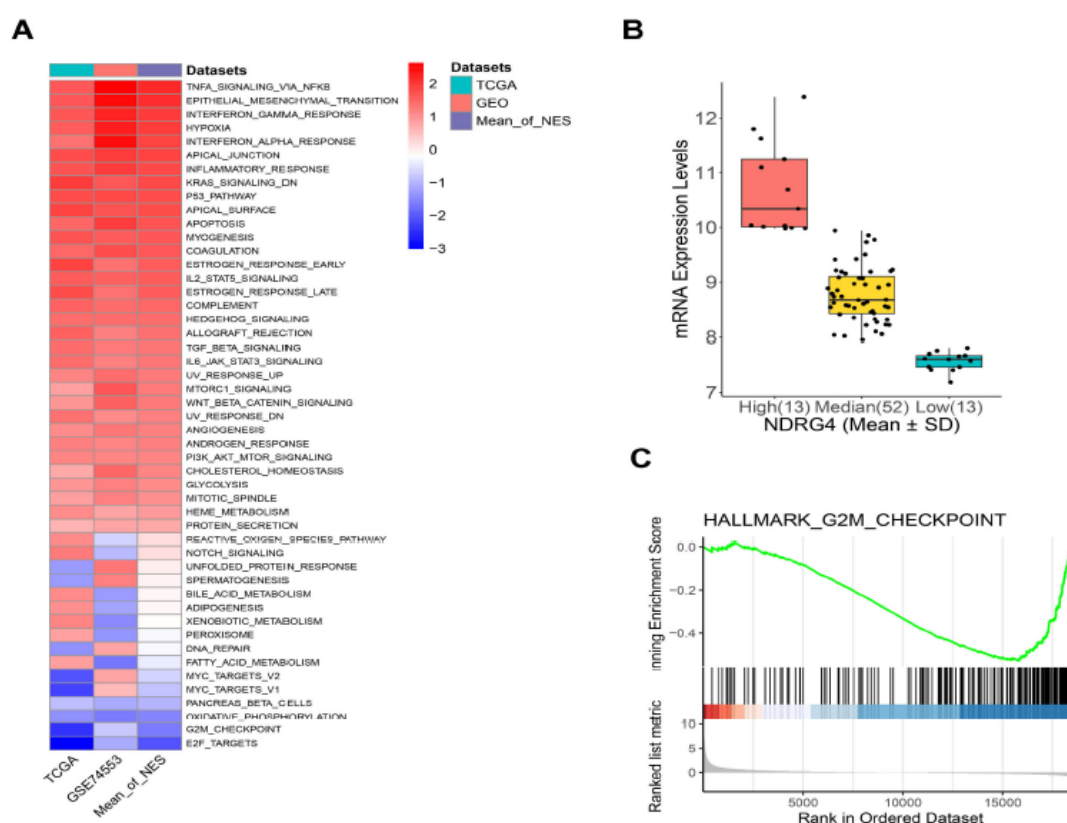 A
Datasets
TNFA_SIGNALING_VIA_NFKB
EPITHELIAL_MESENCHYMAL_TRANSITION
INTERFERON_GAMMA_RESPONSE
HYPOXIA
INTERFERON_ALPHA_RESPONSE
APICAL_JUNCTION
INFLAMMATORY_RESPONSE
KRAS_SIGNALING_DN
P53_PATHWAY
APICAL_SURFACE
APOPTOSIS
MYOGENESIS
COAGULATION
ESTROGEN_RESPONSE_EARLY
IL2_STAT5_SIGNALING
ESTROGEN_RESPONSE_LATE
COMPLEMENT
HEDGEHOG_SIGNALING
ALLOGRAFT_REJECTION
TGF_BETA_SIGNALING
IL6_JAK_STAT3_SIGNALING
UV_RESPONSE_UP
MTORC1_SIGNALING
WNT_BETA_CATENIN_SIGNALING
UV_RESPONSE_DN
ANGIOGENESIS
ANDROGEN_RESPONSE
PI3K_AKT_MTOR_SIGNALING
CHOLESTEROL_HOMEOSTASIS
GLYCOLYSIS
MITOTIC_SPINDLE
HEME_METABOLISM
PROTEIN_SECRETION
REACTIVE_OXIGEN_SPECIES_PATHWAY
NOTCH_SIGNALING
UNFOLDED_PROTEIN_RESPONSE
SPERMATOGENESIS
BILE_ACID_METABOLISM
ADIPOGENESIS
XENOBIOTIC_METABOLISM
PEROXISOME
DNA_REPAIR
FATTY_ACID_METABOLISM
MYC_TARGETS_V2
MYC_TARGETS_V1
PANCREAS_BETA_CELLS
OXIDATIVE_PHOSPHORYLATION
G2M_CHECKPOINT
E2F_TARGETS
TCGA
GSE74553
Mean_of_NES
2
1
0
−1
−2
−3
Datasets
TCGA
GEO
Mean_of_NES
B
mRNA Expression Levels
12
11
10
9
8
7
High(13) Median(52) Low(13)
NDRG4 (Mean ± SD)
C
HALLMARK_G2M_CHECKPOINT
nning Enrichment Score
0.0
−0.2
−0.4
Ranked list metric
10
5
0
5000 10000 15000
Rank in Ordered Dataset